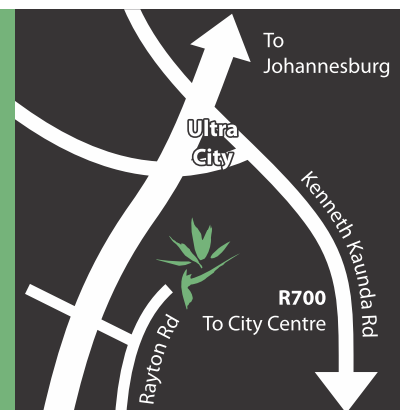 To
Johannesburg
Ultra
City
Kenneth Kaunda Rd
R700
To City Centre
Rayton Rd